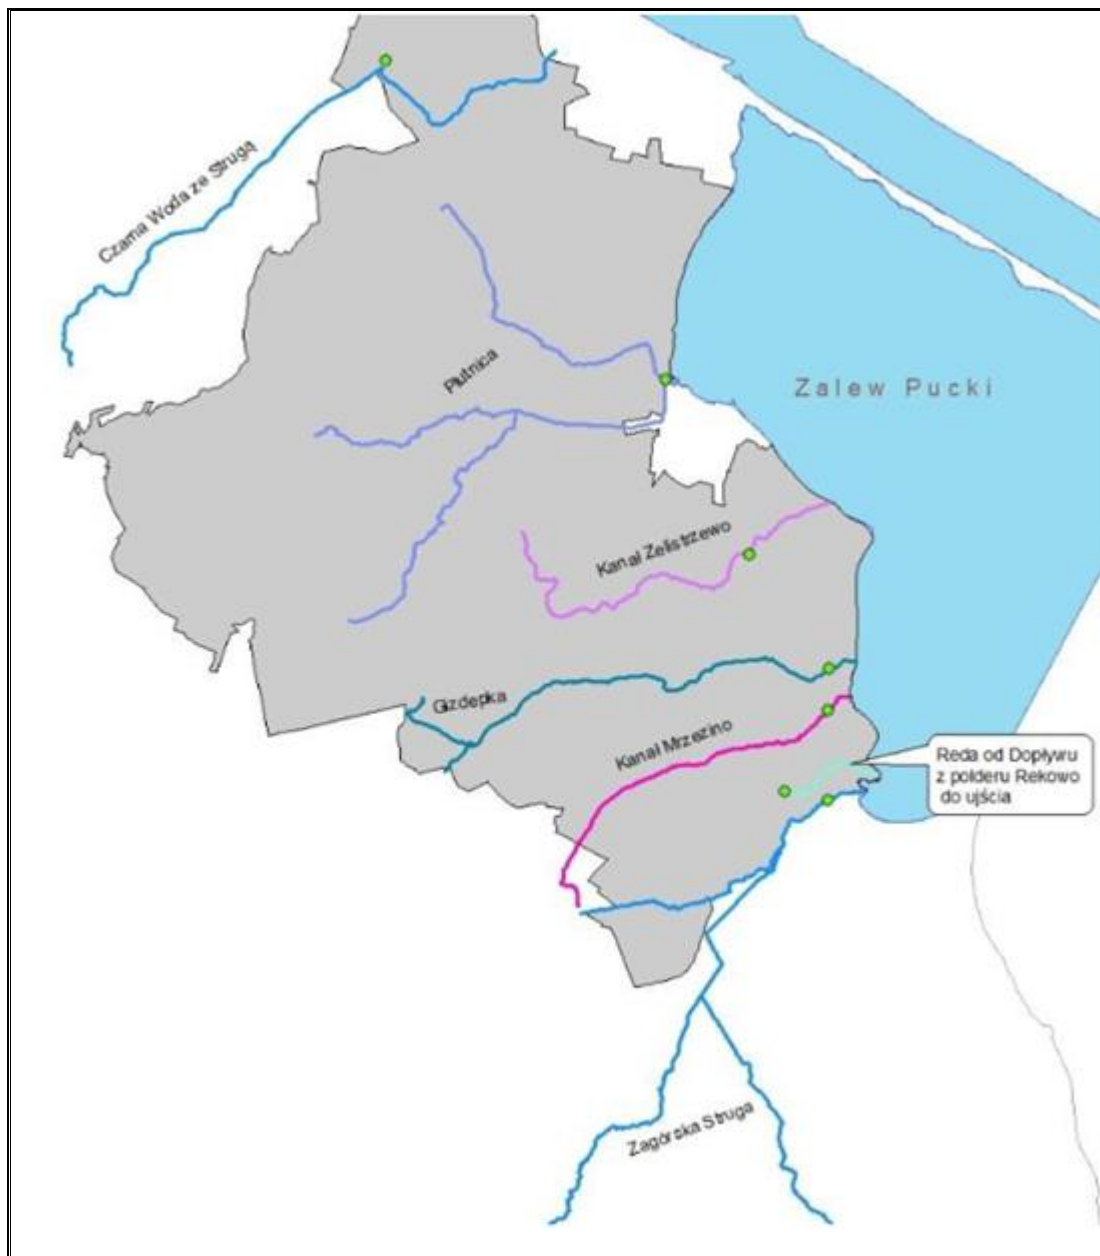 Czarna Woda ze Strugą
Płutnica
Zalew Pucki
Kanał Żelistrzewo
Gizdepka
Kanał Mrzezino
Reda od Dopływu
z polderu Rekowo
do ujścia
Zagórska Struga